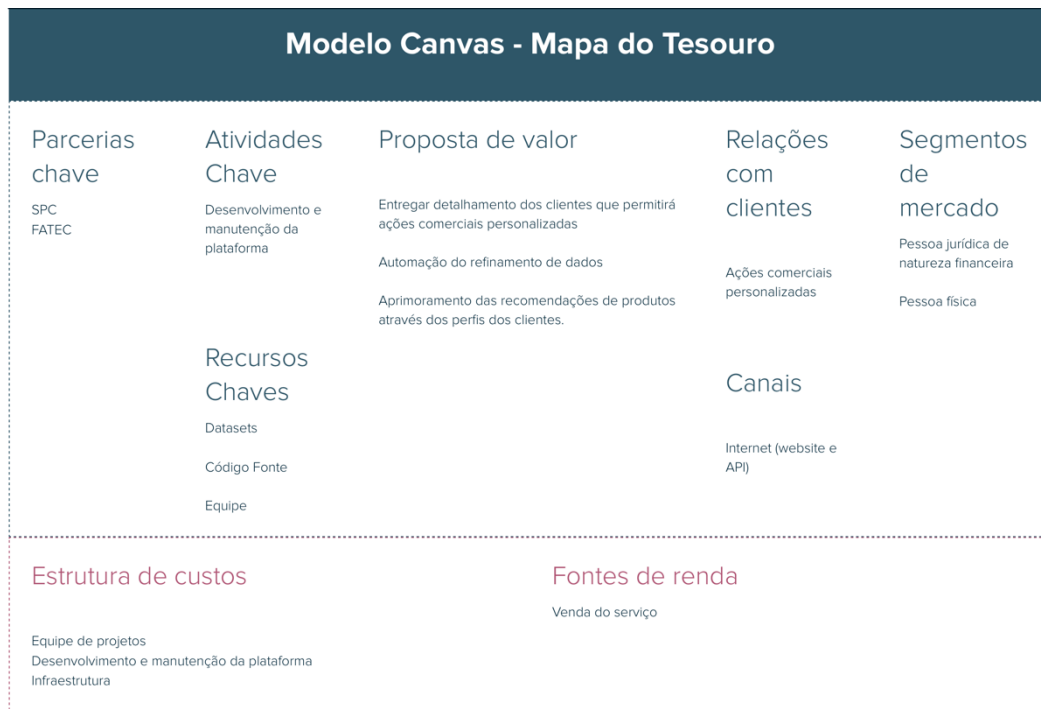 Modelo Canvas - Mapa do Tesouro
Parcerias
chave
SPC
FATEC
Atividades
Chave
Desenvolvimento e
manutenção da
plataforma
Recursos
Chaves
Datasets
Código Fonte
Equipe
Proposta de valor
Entregar detalhamento dos clientes que permitirá
ações comerciais personalizadas
Automação do refinamento de dados
Aprimoramento das recomendações de produtos
através dos perfis dos clientes.
Relações
com
clientes
Ações comerciais
personalizadas
Canais
Internet (website e
API)
Segmentos
de
mercado
Pessoa jurídica de
natureza financeira
Pessoa física
Estrutura de custos
Equipe de projetos
Desenvolvimento e manutenção da plataforma
Infraestrutura
Fontes de renda
Venda do serviço